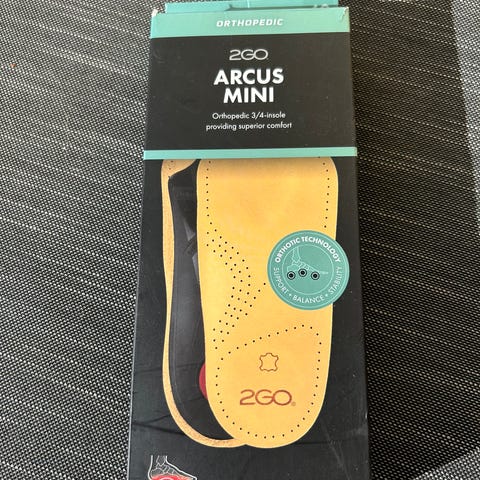 ORTHOPEDIC
2GO
ARCUS
MINI
Orthopedic 3/4-insole
providing superior comfort
ORTHOTIC TECHNOLOGY
SUPPORT • BALANCE • STABILITY
2GO®